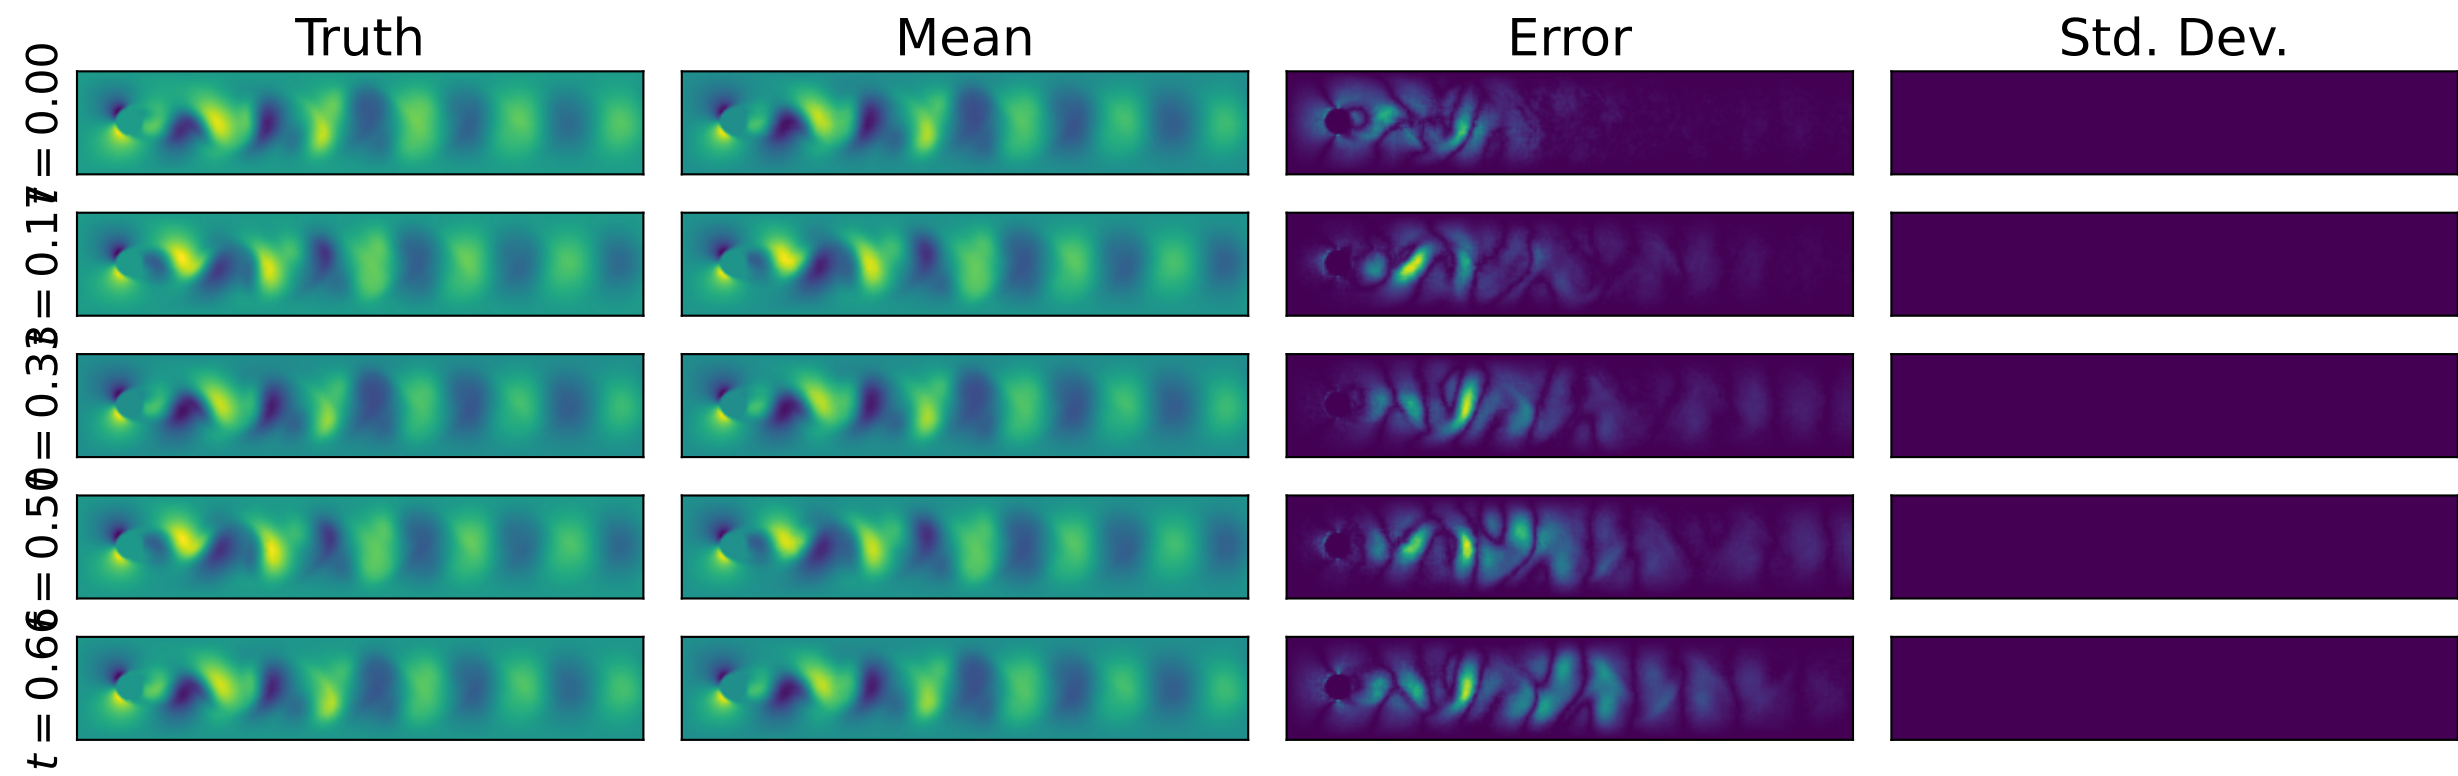 Truth Mean Error Std. Dev.
t = 0.00
t = 0.17
t = 0.33
t = 0.50
t = 0.66